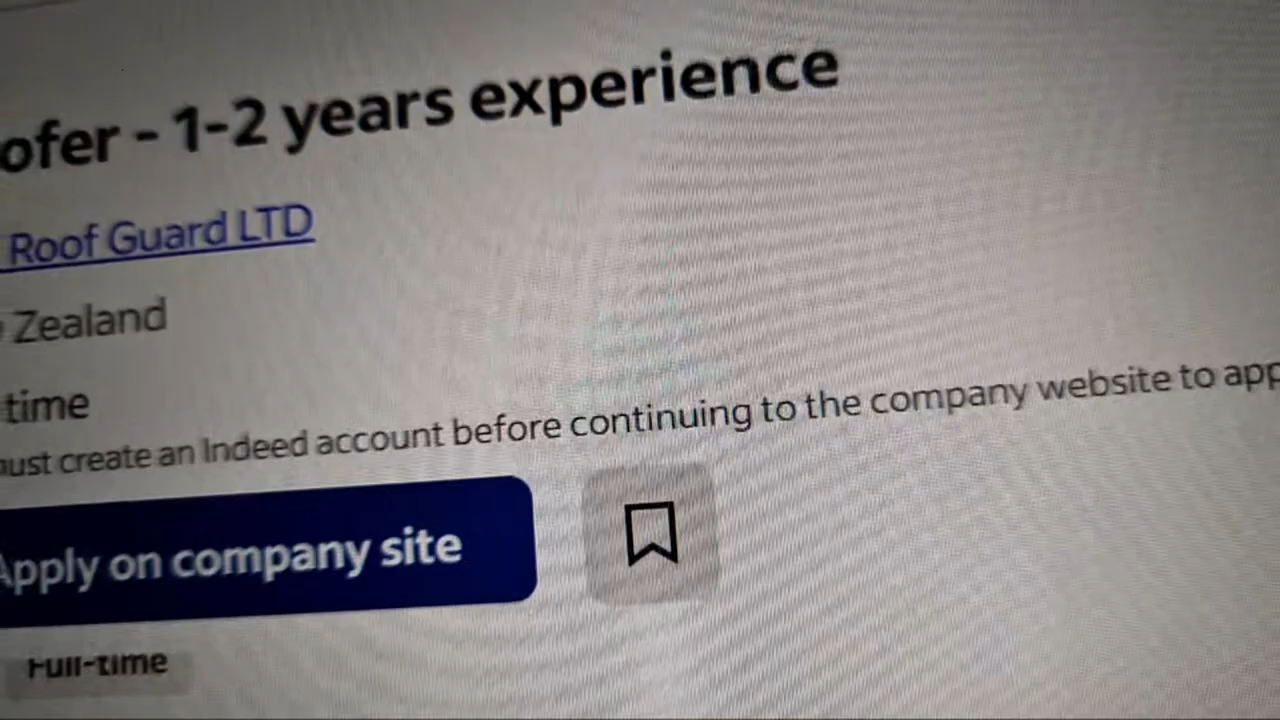 ofer - 1-2 years experience
Roof Guard LTD
Zealand
time
ust create an Indeed account before continuing to the company website to app
Apply on company site
Full-time